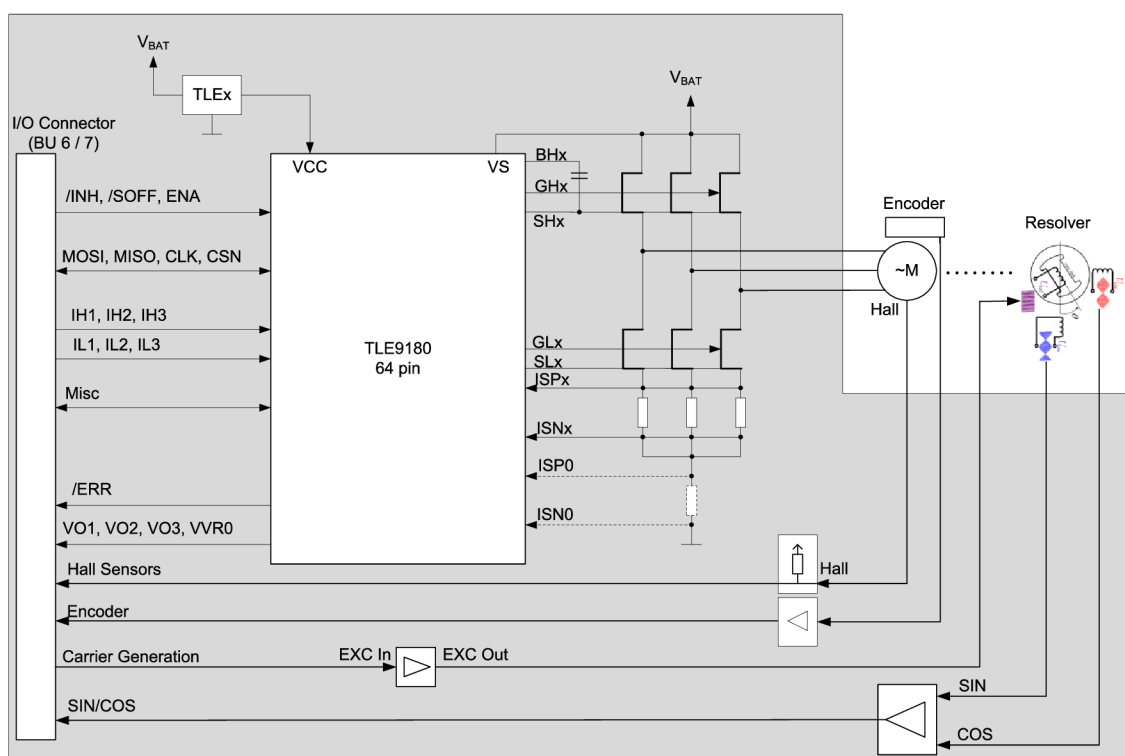 VBAT
TLEx
VBAT
I/O Connector
(BU 6 / 7)
VCC
VS
BHx
GHx
SHx
/INH, /SOFF, ENA
MOSI, MISO, CLK, CSN
IH1, IH2, IH3
IL1, IL2, IL3
Misc
TLE9180
64 pin
GLx
SLx
ISPx
ISNx
ISP0
ISN0
/ERR
VO1, VO2, VO3, VVR0
Encoder
~M
Hall
Resolver
Hall Sensors
Hall
Encoder
Carrier Generation
EXC In
EXC Out
SIN/COS
SIN
COS